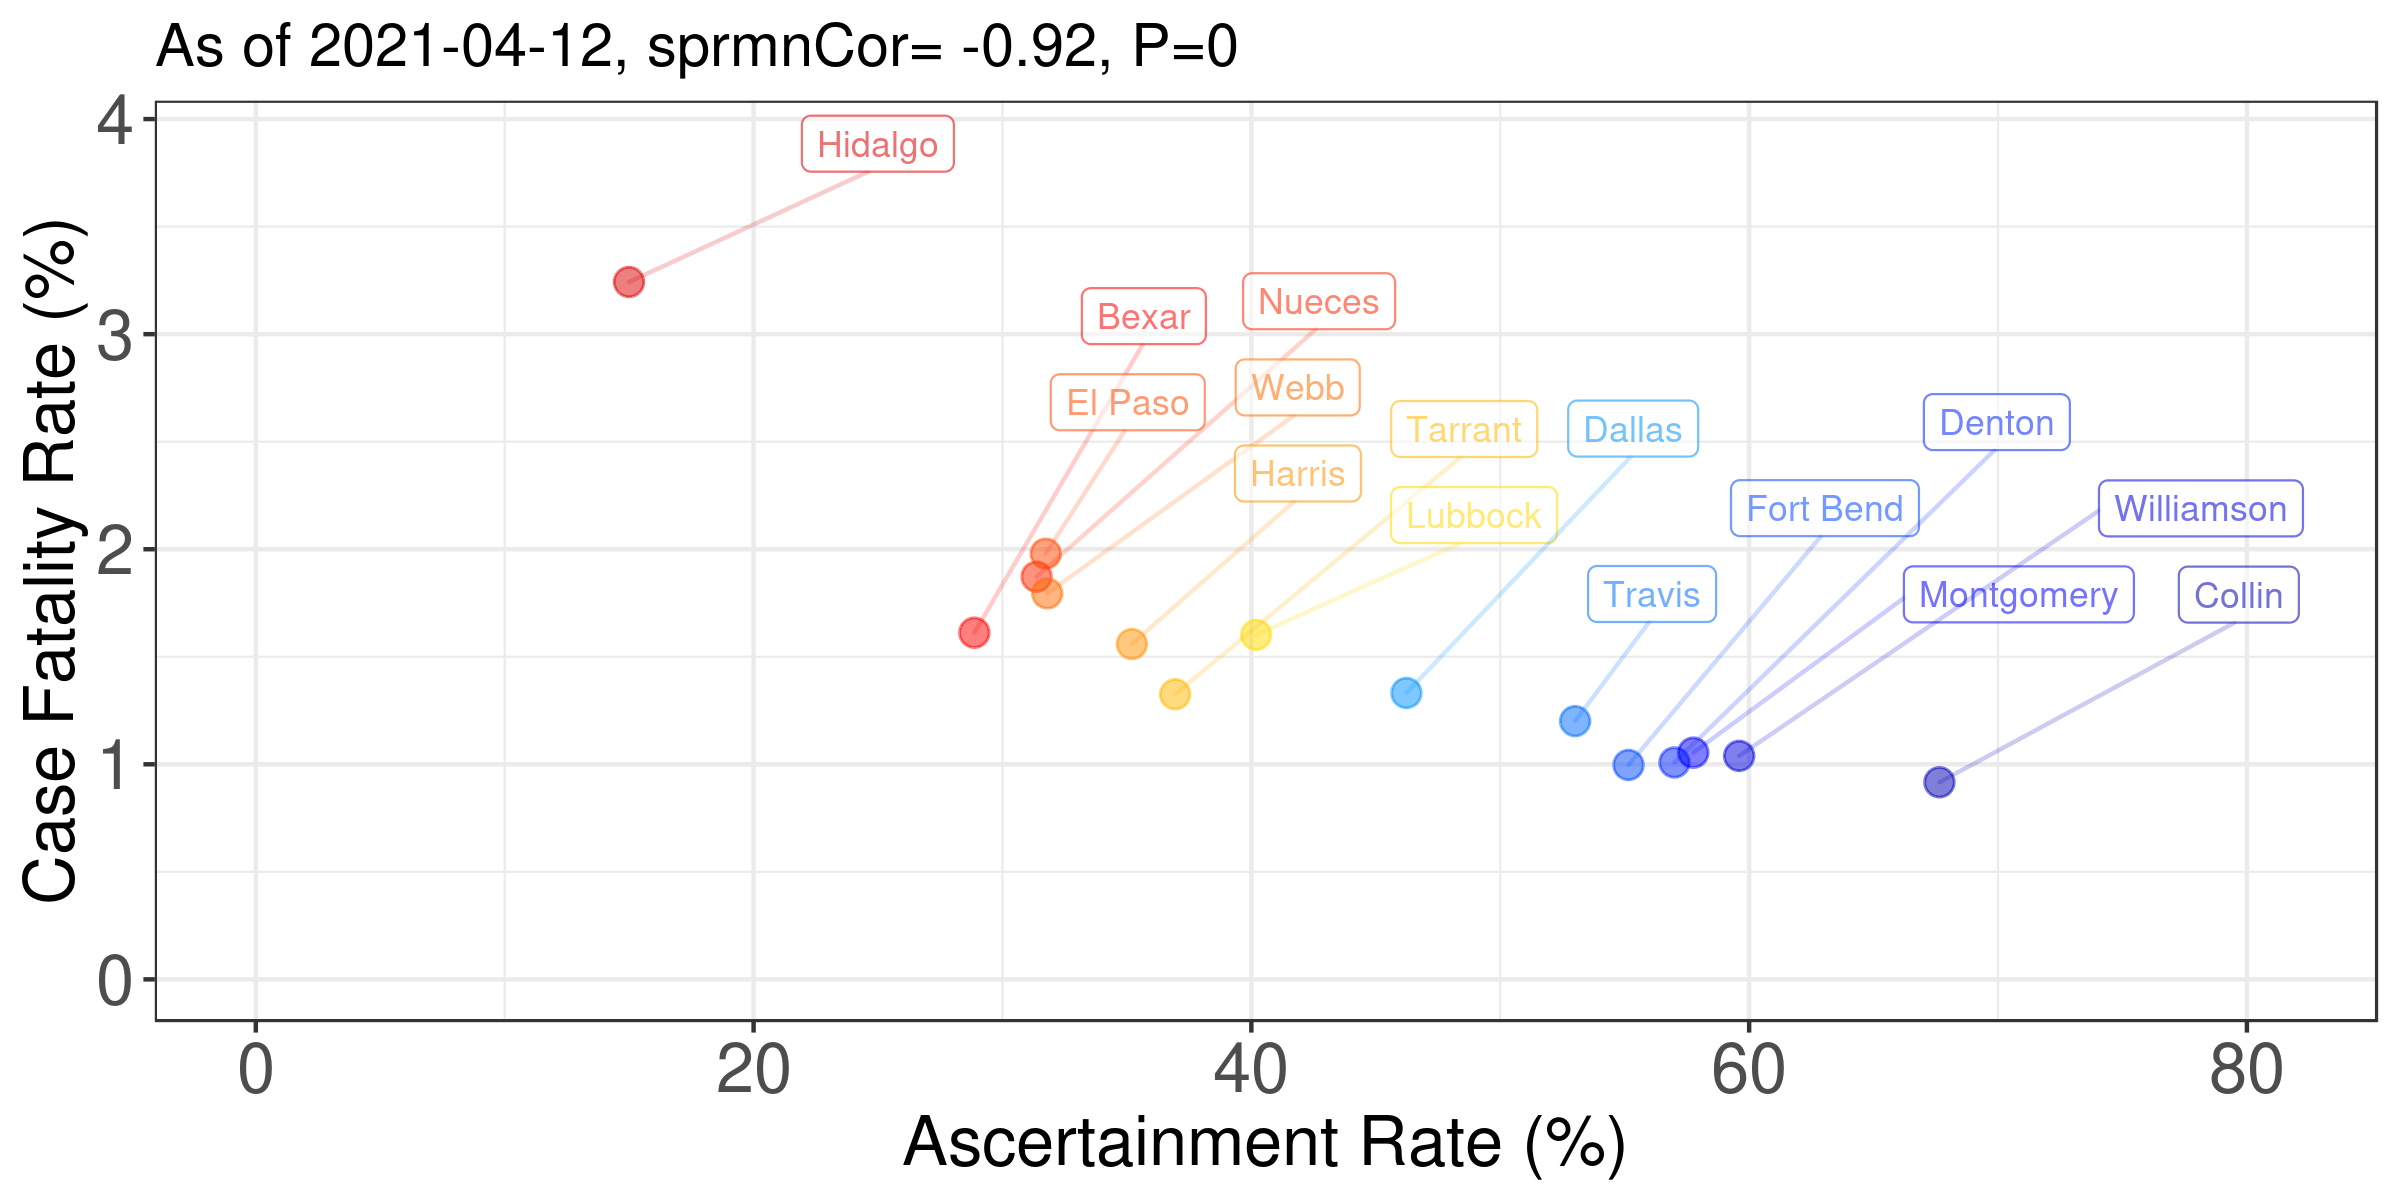 As of 2021-04-12, sprmnCor= -0.92, P=0
Case Fatality Rate (%)
4
3
2
1
0
Hidalgo
Bexar
Nueces
El Paso
Webb
Harris
Tarrant
Lubbock
Dallas
Travis
Fort Bend
Denton
Montgomery
Williamson
Collin
0 20 40 60 80
Ascertainment Rate (%)